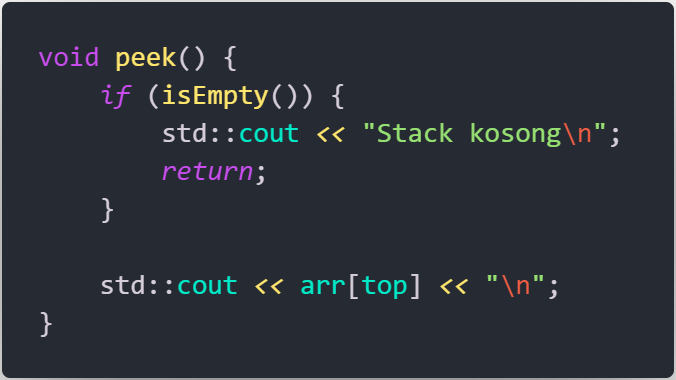 void peek() {
    if (isEmpty()) {
        std::cout << "Stack kosong\n";
        return;
    }

    std::cout << arr[top] << "\n";
}